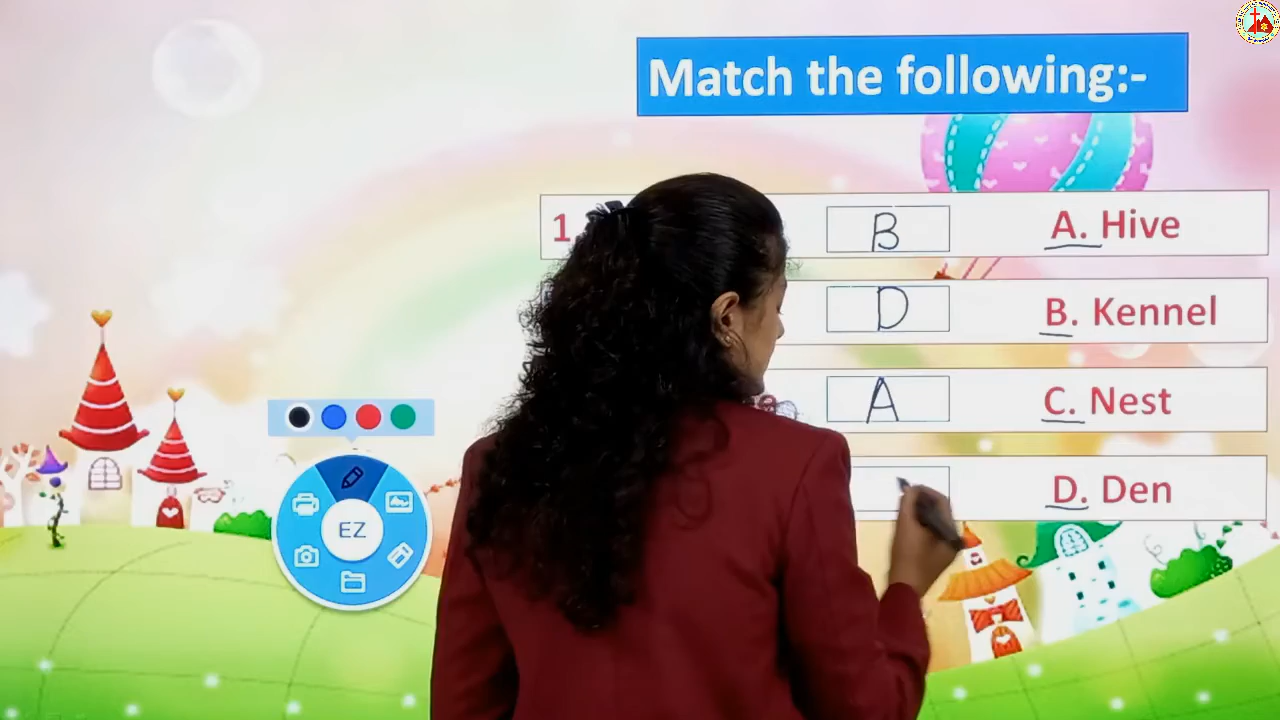 Match the following:-
1. B A. Hive
D B. Kennel
A C. Nest
D. Den
EZ